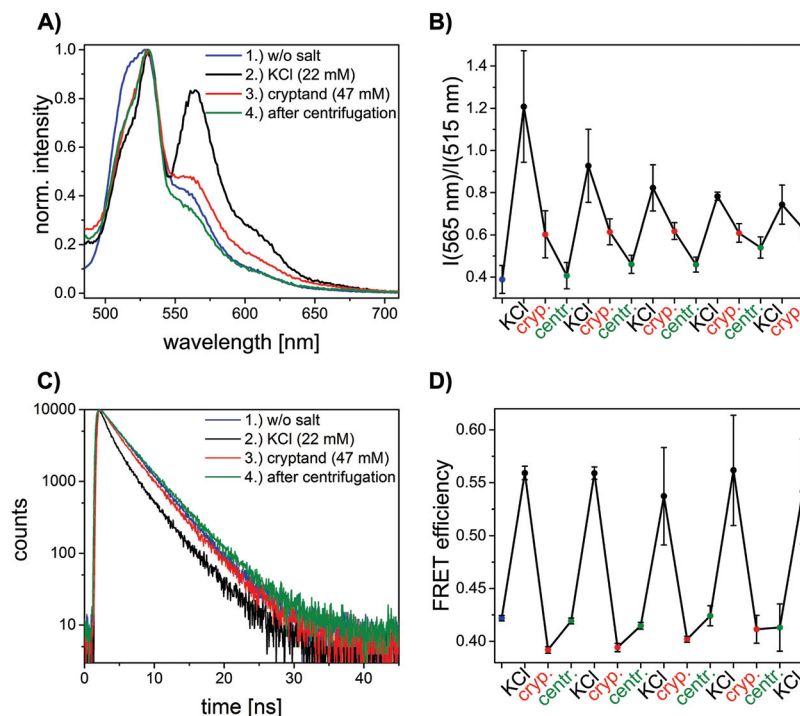 A)
1.0
0.8
0.6
0.4
0.2
0.0
norm. intensity
500
550
600
650
700
wavelength [nm]
1.) w/o salt
2.) KCl (22 mM)
3.) cryptand (47 mM)
4.) after centrifugation
B)
1.4
1.2
1.0
0.8
0.6
0.4
I(565 nm)/I(515 nm)
KCl
cryp.
centr.
KCl
cryp.
centr.
KCl
cryp.
centr.
KCl
cryp.
centr.
KCl
cryp.
C)
10000
1000
100
10
counts
0
10
20
30
40
time [ns]
1.) w/o salt
2.) KCl (22 mM)
3.) cryptand (47 mM)
4.) after centrifugation
D)
0.60
0.55
0.50
0.45
0.40
FRET efficiency
KCl
cryp.
centr.
KCl
cryp.
centr.
KCl
cryp.
centr.
KCl
cryp.
centr.
KCl